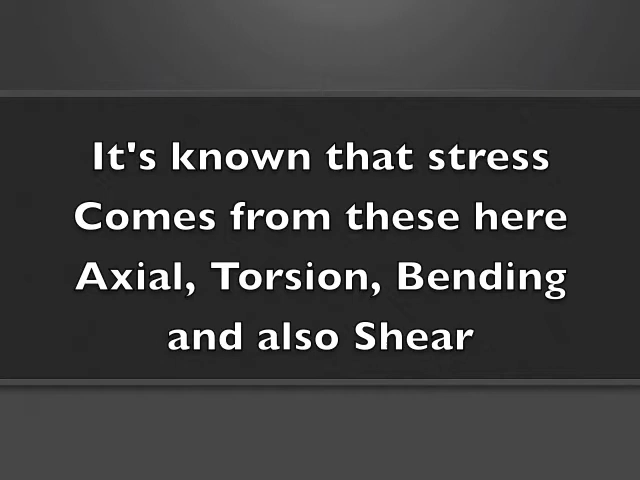 It's known that stress
Comes from these here
Axial, Torsion, Bending
and also Shear